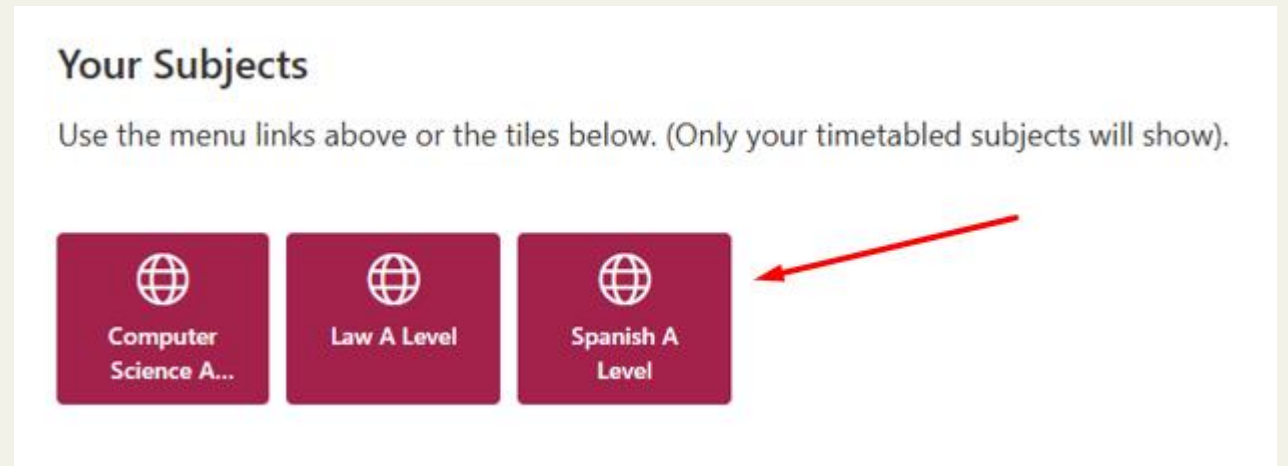 Your Subjects
Use the menu links above or the tiles below. (Only your timetabled subjects will show).
Computer
Science A...
Law A Level
Spanish A
Level